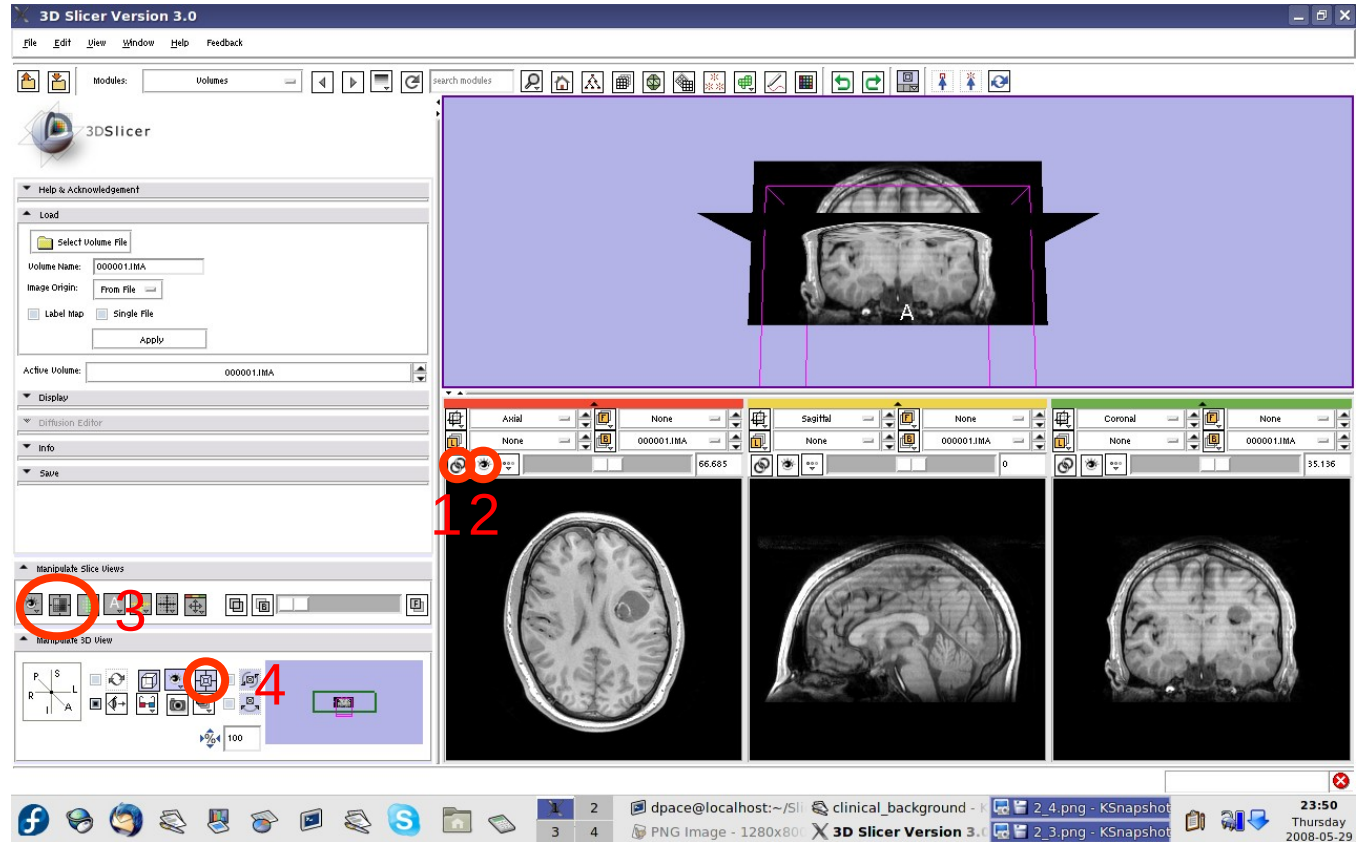 3D Slicer Version 3.0
File Edit View Window Help Feedback
Modules: Volumes search modules
3DSlicer
Help & Acknowledgement
Load
Select Volume File
Volume Name: 000001.IMA
Image Origin: From File
Label Map Single File
Apply
Active Volume: 000001.IMA
Display
Diffusion Editor
Info
Save
A
Axial F None
L None B 000001.IMA
66.685
Sagittal F None
L None B 000001.IMA
0
Coronal F None
L None B 000001.IMA
35.136
1 2
Manipulate Slice Views
A B F
3
Manipulate 3D View
P S
R L
I A
4
% 100
1 2
3 4
dpace@localhost:~/Sli
clinical_background - K
2_4.png - KSnapshot
PNG Image - 1280x800
3D Slicer Version 3.0
2_3.png - KSnapshot
23:50
Thursday
2008-05-29